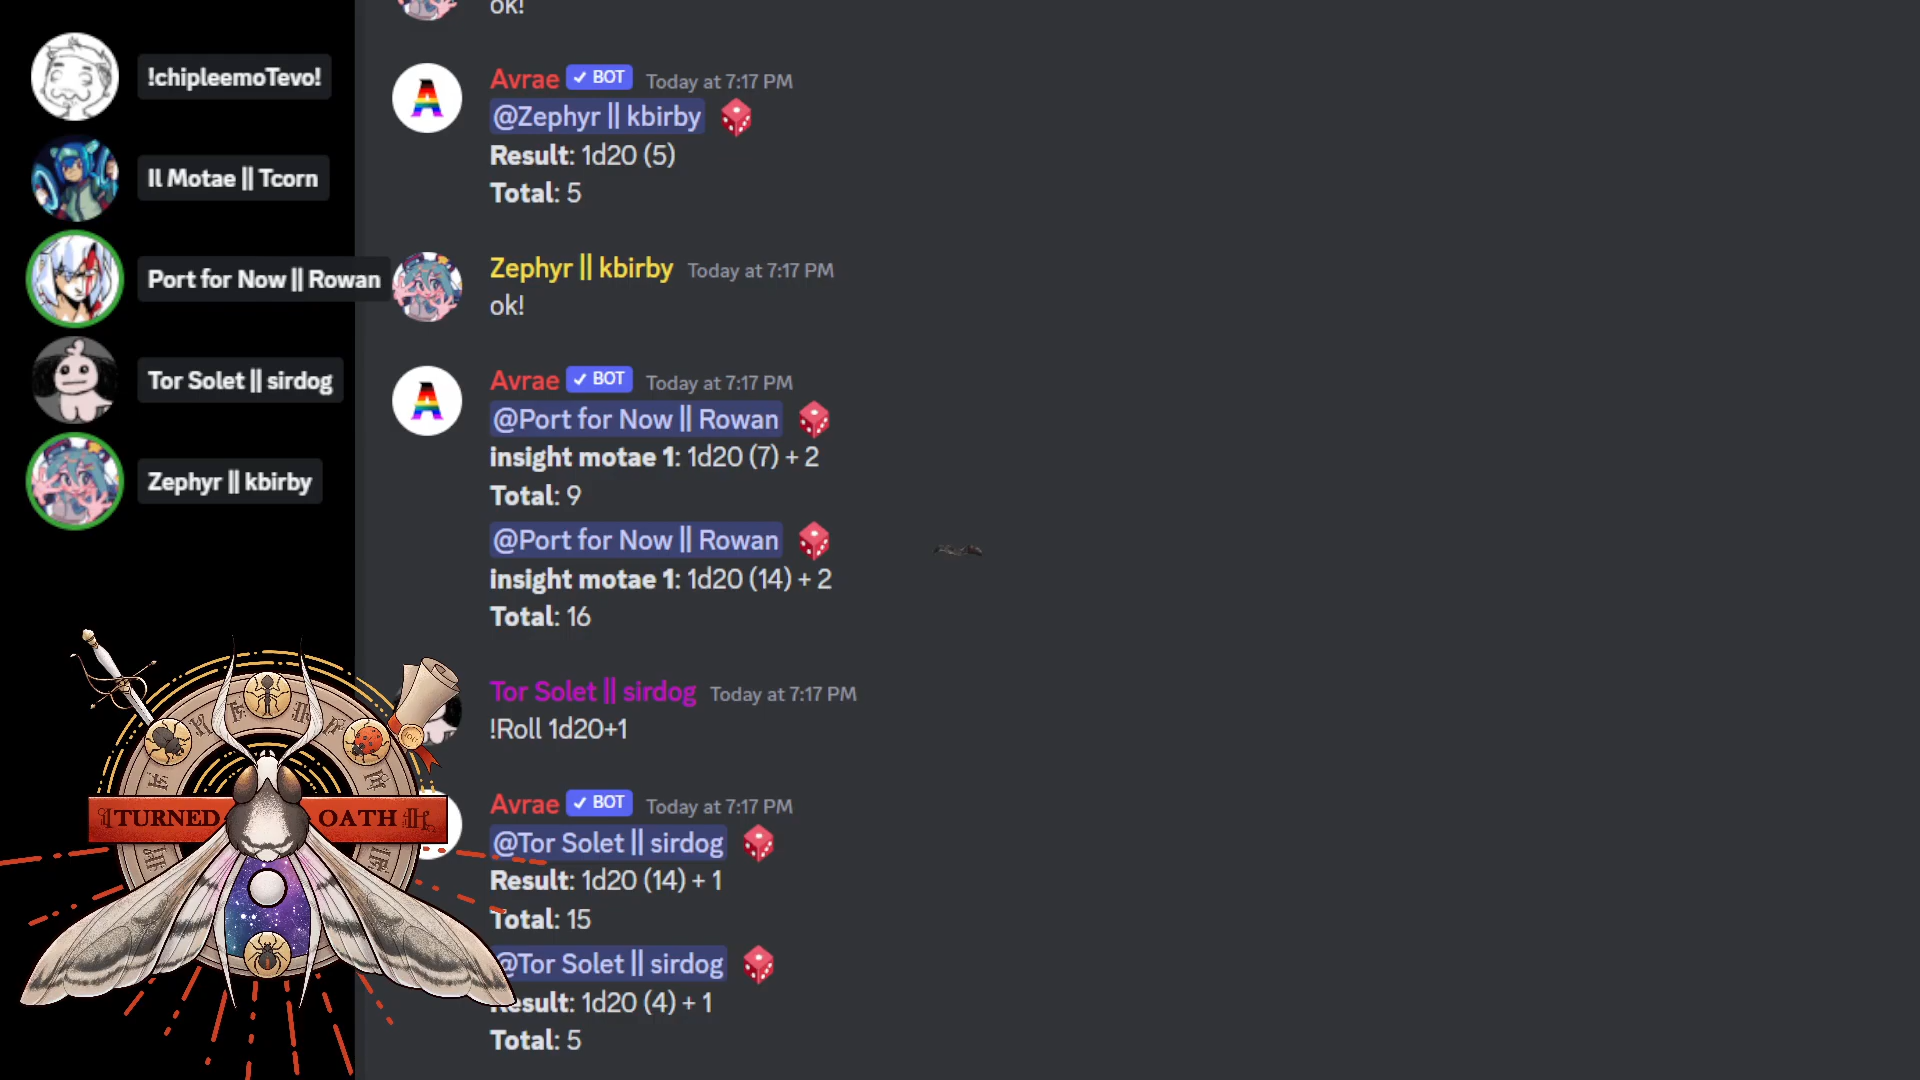 !chipleemoTevo!
Il Motae || Tcorn
Port for Now || Rowan
Tor Solet || sirdog
Zephyr || kbirby
TURNED OATH
ok!
Avrae ✓ BOT Today at 7:17 PM
@Zephyr || kbirby
Result: 1d20 (5)
Total: 5
Zephyr || kbirby Today at 7:17 PM
ok!
Avrae ✓ BOT Today at 7:17 PM
@Port for Now || Rowan
insight motae 1: 1d20 (7) + 2
Total: 9
@Port for Now || Rowan
insight motae 1: 1d20 (14) + 2
Total: 16
Tor Solet || sirdog Today at 7:17 PM
!Roll 1d20+1
Avrae ✓ BOT Today at 7:17 PM
@Tor Solet || sirdog
Result: 1d20 (14) + 1
Total: 15
@Tor Solet || sirdog
Result: 1d20 (4) + 1
Total: 5